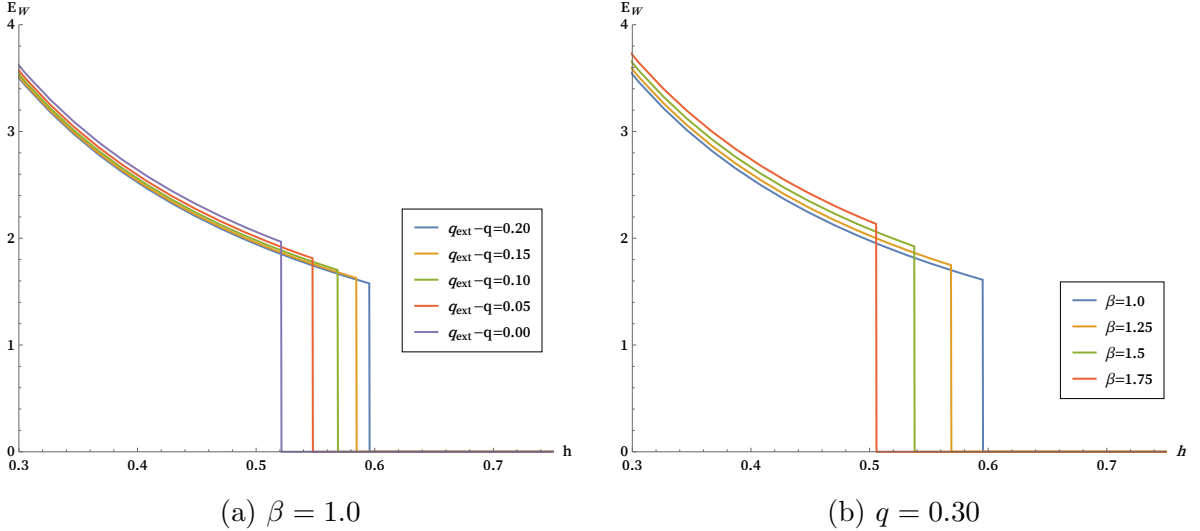 E_W
4
3
2
1
0
0.3 0.4 0.5 0.6 0.7 h
q_ext−q=0.20
q_ext−q=0.15
q_ext−q=0.10
q_ext−q=0.05
q_ext−q=0.00
(a) β = 1.0
E_W
4
3
2
1
0
0.3 0.4 0.5 0.6 0.7 h
β=1.0
β=1.25
β=1.5
β=1.75
(b) q = 0.30